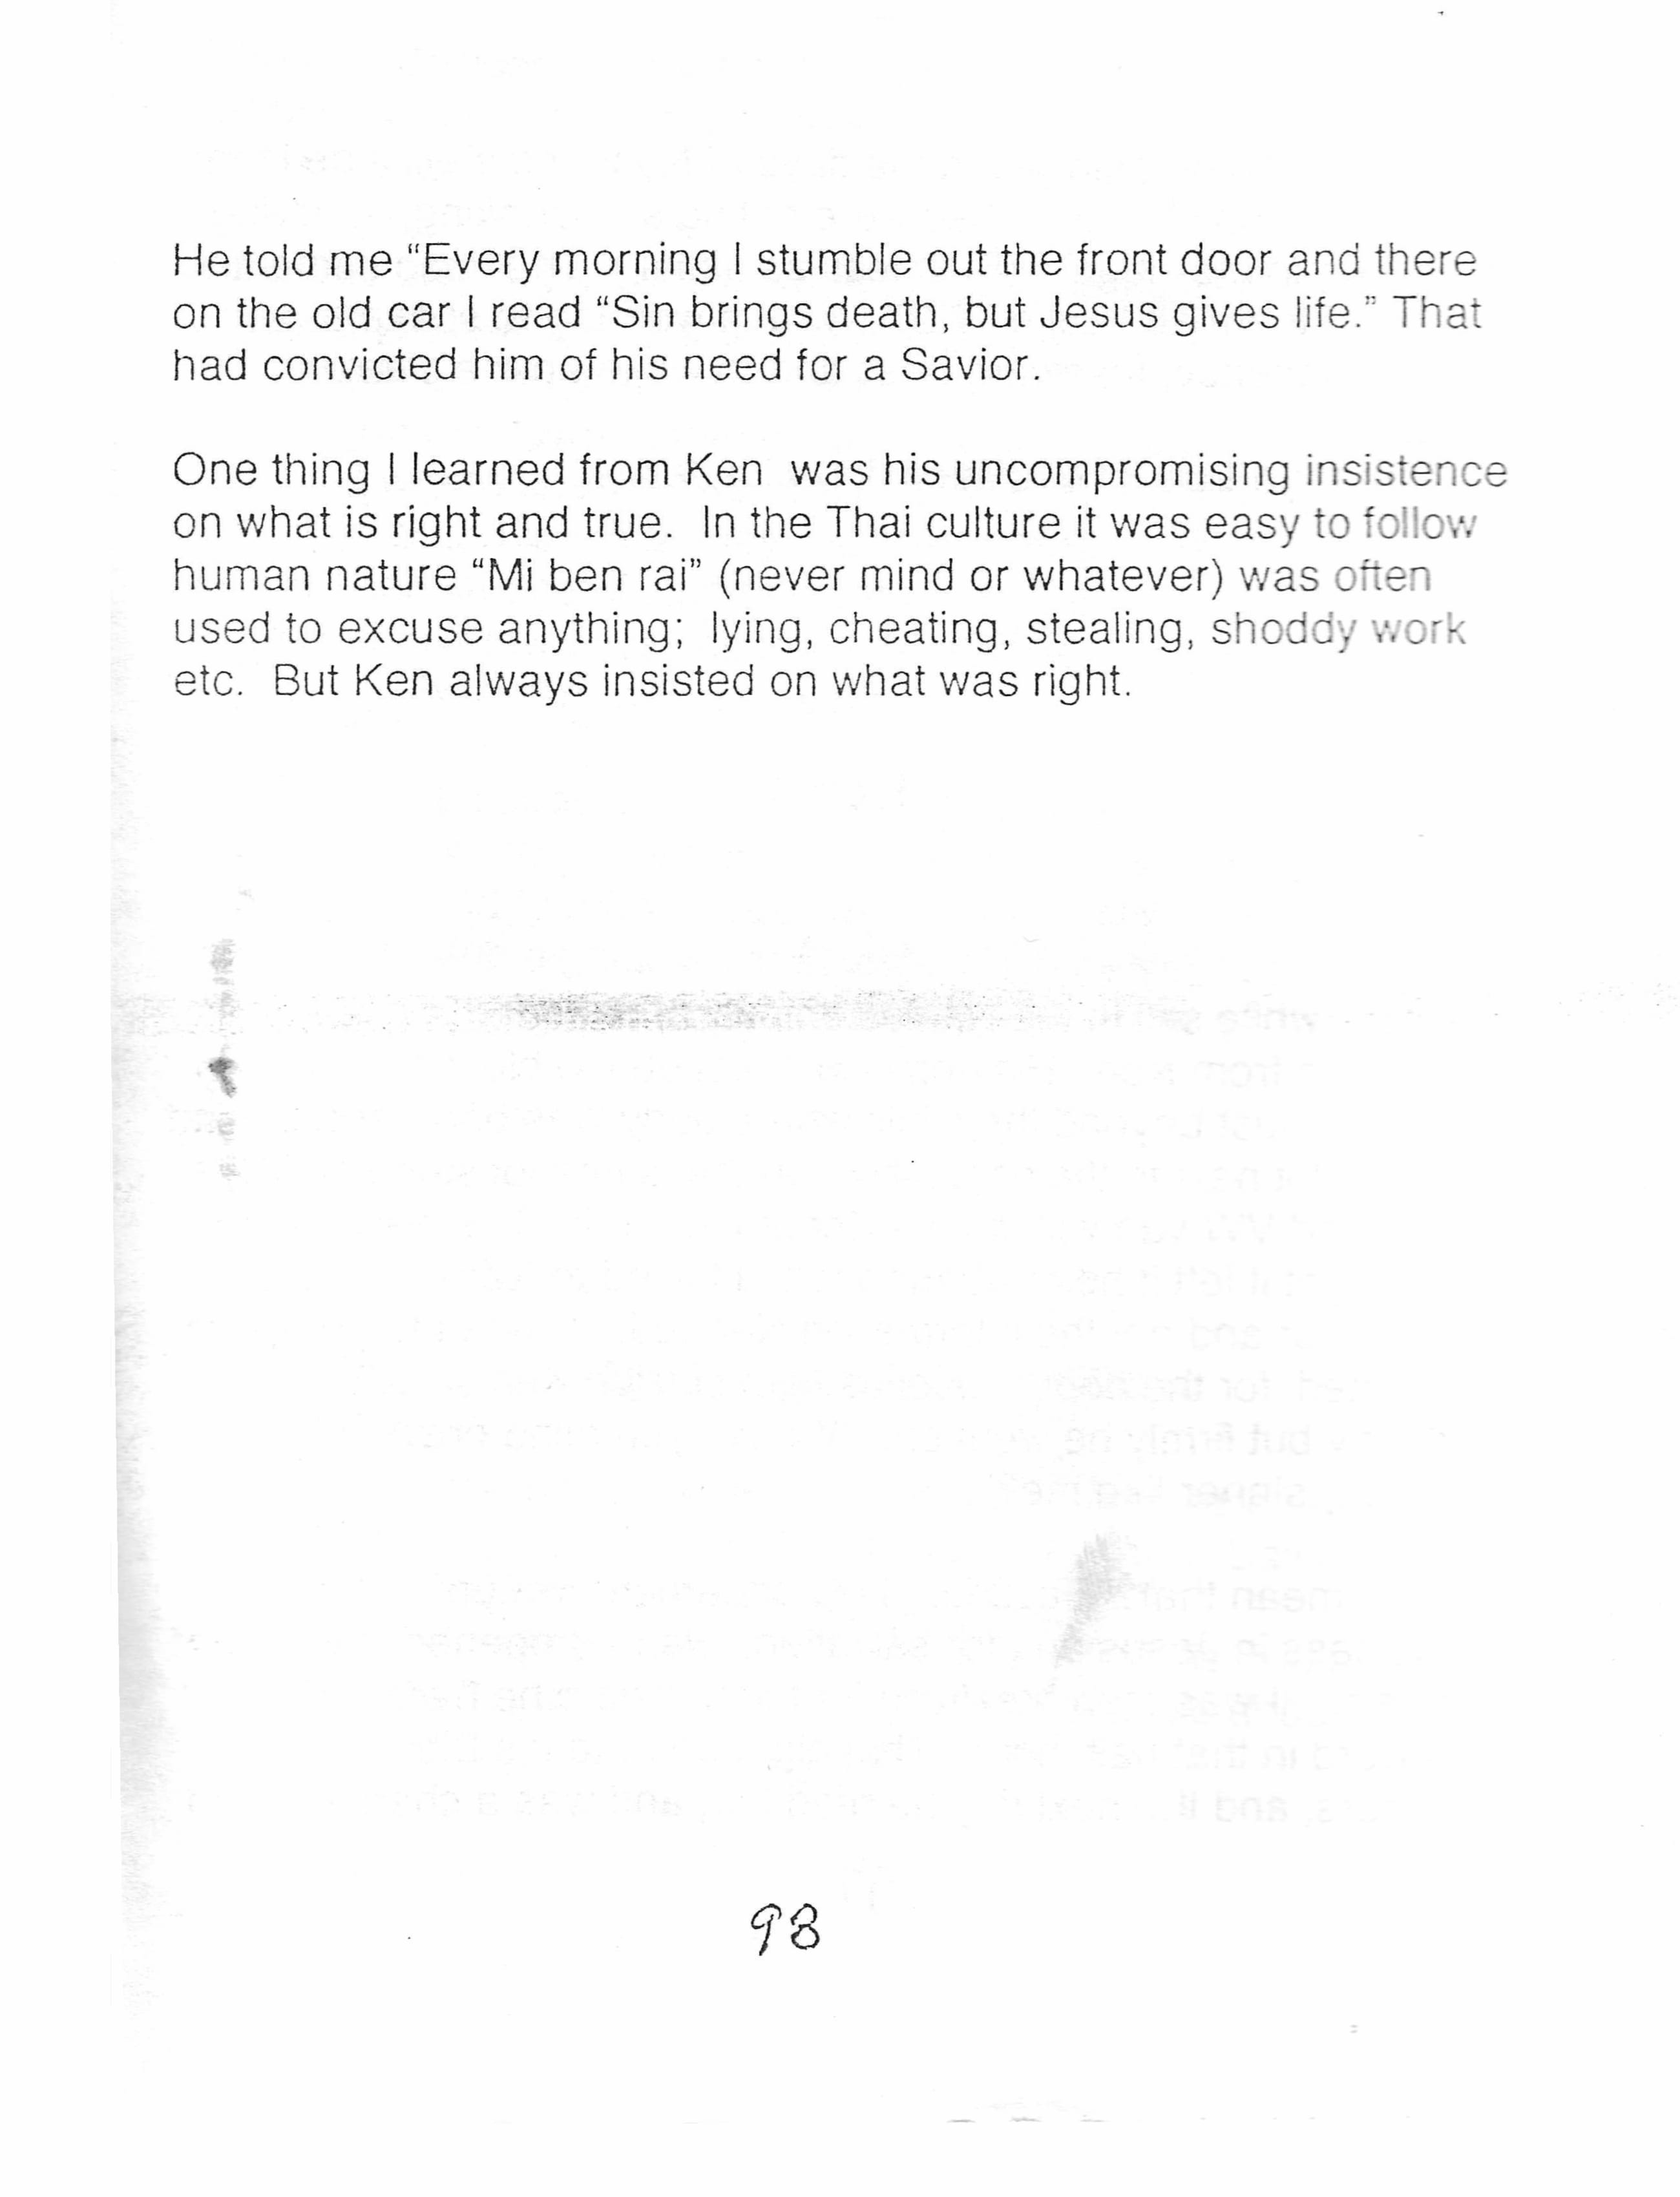 He told me “Every morning I stumble out the front door and there
on the old car I read “Sin brings death, but Jesus gives life.” That
had convicted him of his need for a Savior.
One thing I learned from Ken  was his uncompromising insistence
on what is right and true.  In the Thai culture it was easy to follow
human nature “Mi ben rai” (never mind or whatever) was often
used to excuse anything;  lying, cheating, stealing, shoddy work
etc.  But Ken always insisted on what was right.
98